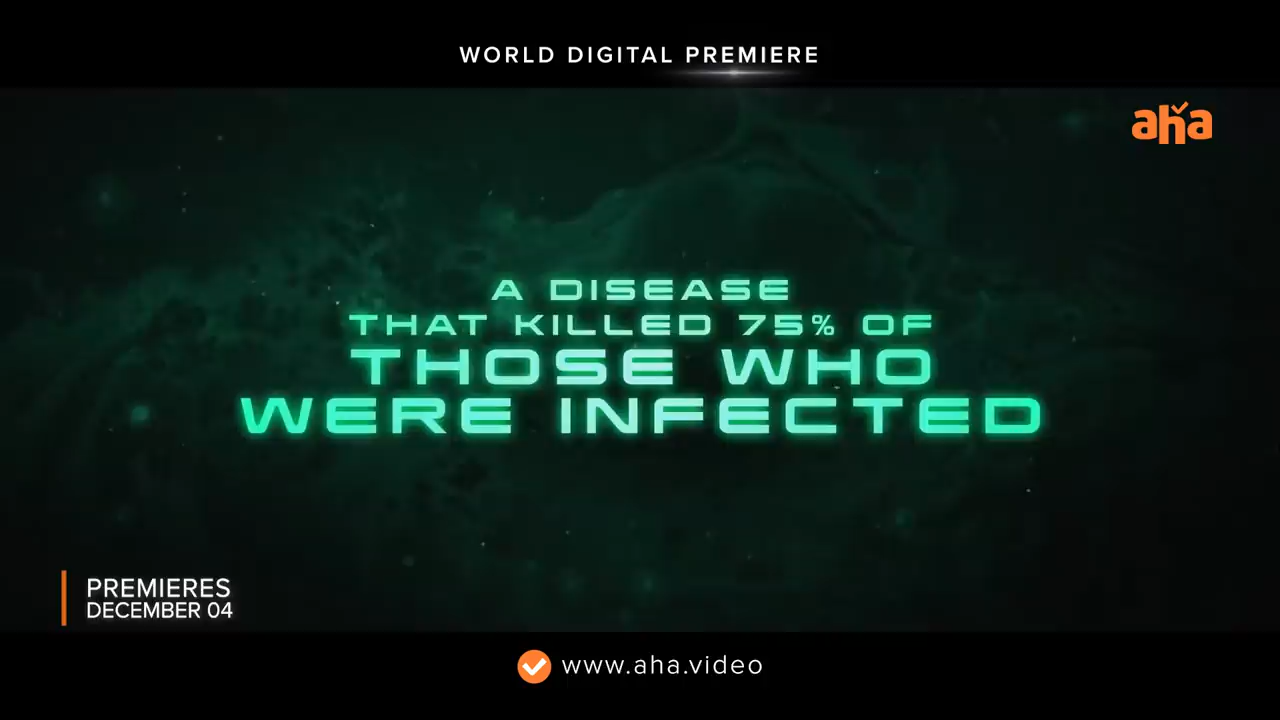 WORLD DIGITAL PREMIERE
aha
A DISEASE
THAT KILLED 75% OF
THOSE WHO
WERE INFECTED
PREMIERES
DECEMBER 04
www.aha.video